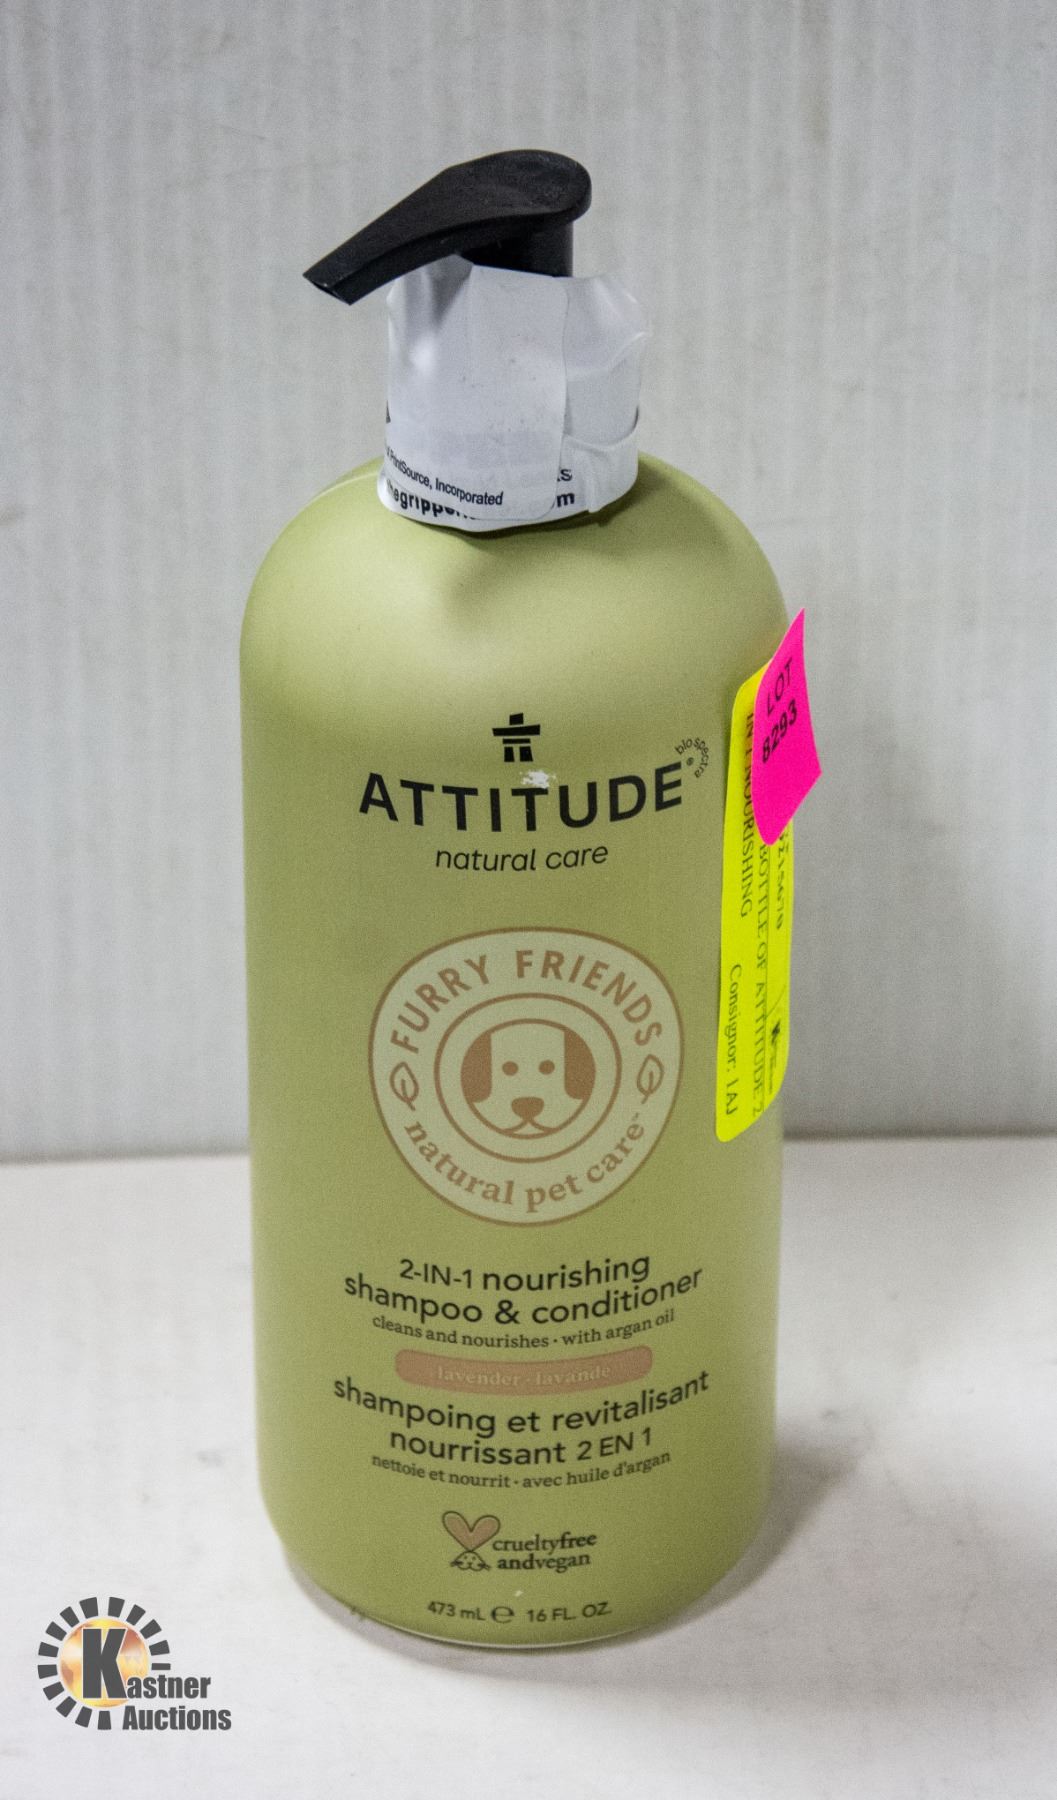 PrintSource, Incorporated
ATTITUDE
biospectra®
natural care
FURRY FRIENDS
natural pet care™
2-IN-1 nourishing
shampoo & conditioner
cleans and nourishes · with argan oil
lavender · lavande
shampoing et revitalisant
nourrissant 2 EN 1
nettoie et nourrit · avec huile d'argan
crueltyfree
andvegan
473 mL ℮ 16 FL. OZ.
LOT
8293
BOTTLE OF ATTITUDE 2
IN 1 NOURISHING
Consignor: 1AJ
Kastner
Auctions